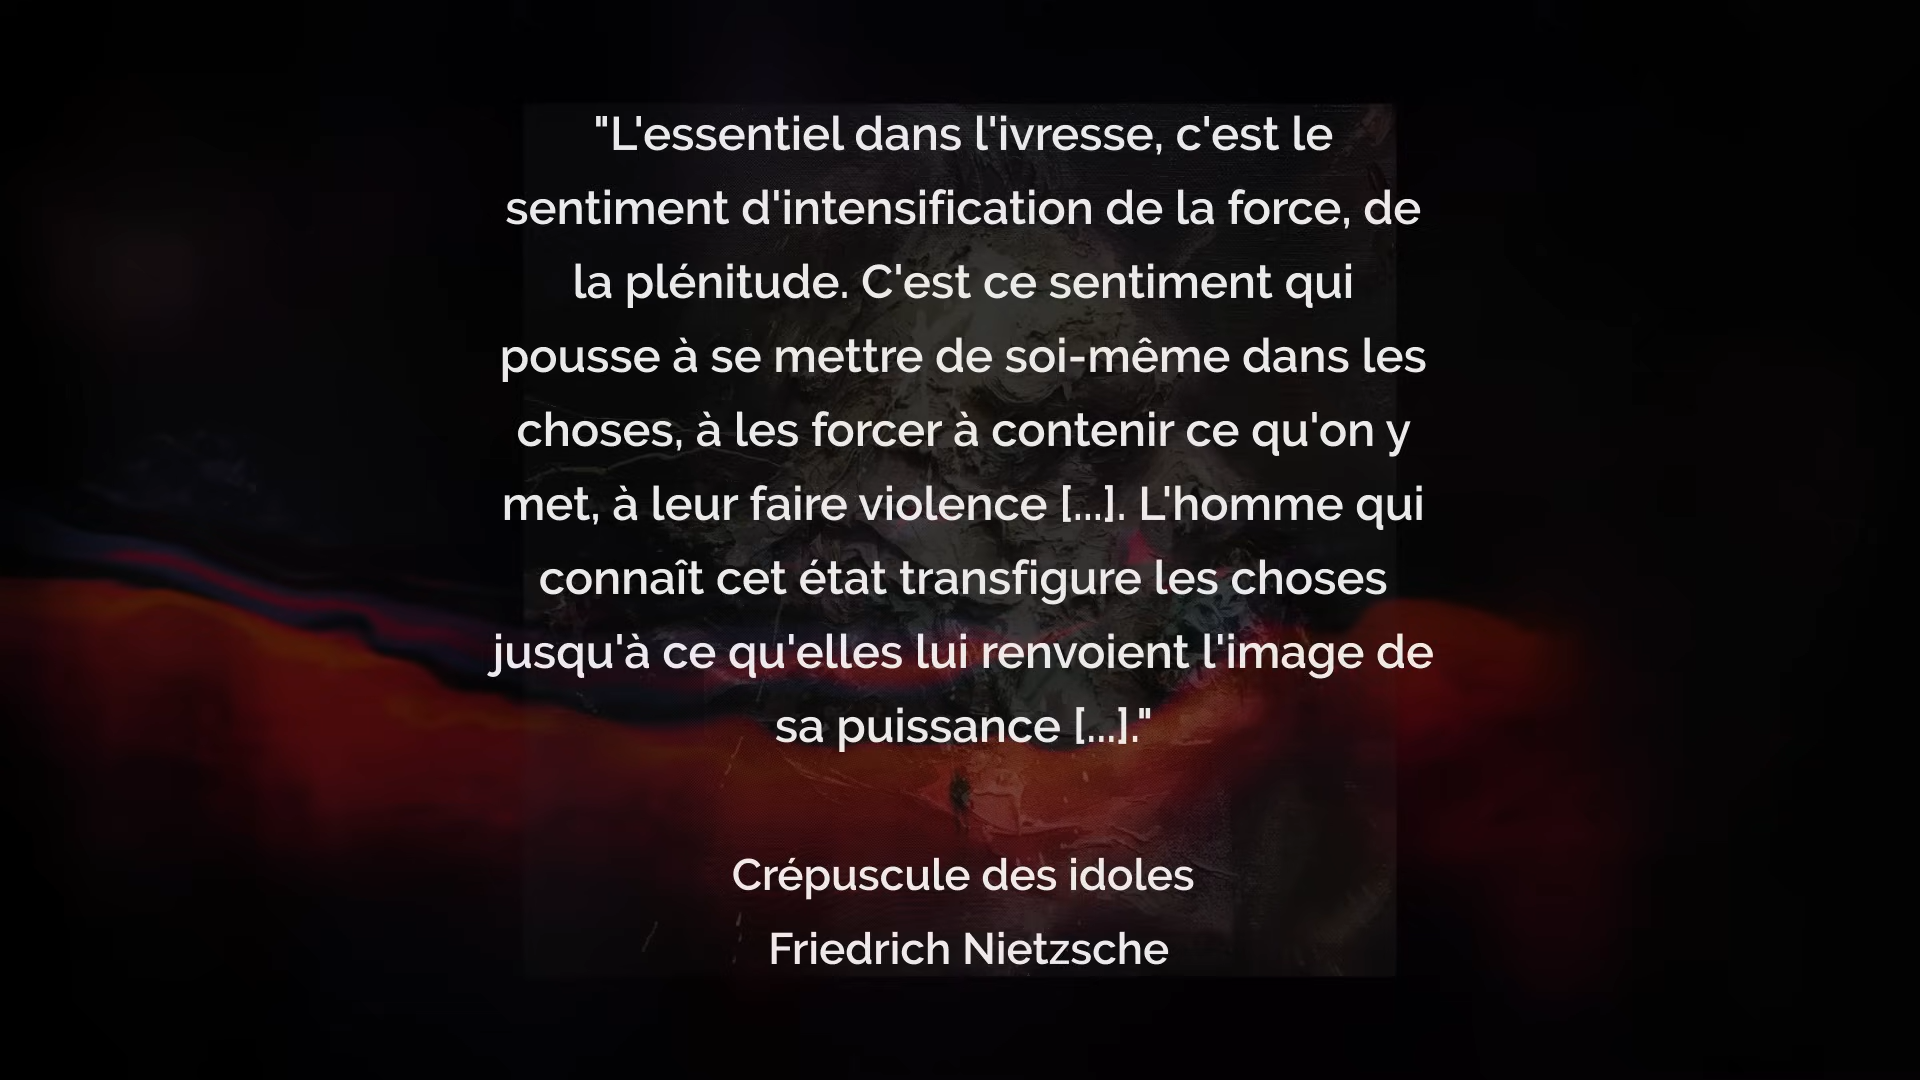 "L'essentiel dans l'ivresse, c'est le
sentiment d'intensification de la force, de
la plénitude. C'est ce sentiment qui
pousse à se mettre de soi-même dans les
choses, à les forcer à contenir ce qu'on y
met, à leur faire violence [...]. L'homme qui
connaît cet état transfigure les choses
jusqu'à ce qu'elles lui renvoient l'image de
sa puissance [...]."
Crépuscule des idoles
Friedrich Nietzsche